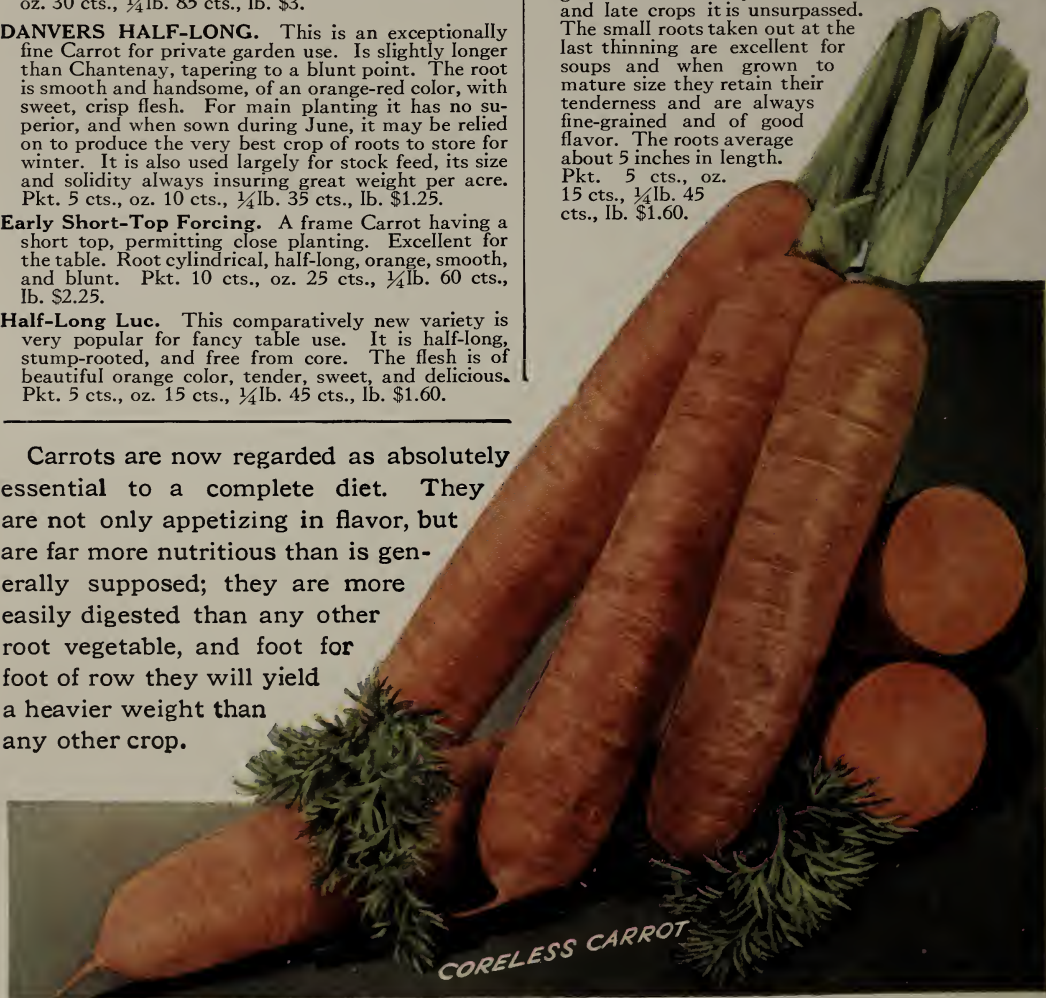 oz. 30 cts., ¼lb. 85 cts., lb. $3.
DANVERS HALF-LONG. This is an exceptionally
fine Carrot for private garden use. Is slightly longer
than Chantenay, tapering to a blunt point. The root
is smooth and handsome, of an orange-red color, with
sweet, crisp flesh. For main planting it has no su-
perior, and when sown during June, it may be relied
on to produce the very best crop of roots to store for
winter. It is also used largely for stock feed, its size
and solidity always insuring great weight per acre.
Pkt. 5 cts., oz. 10 cts., ¼lb. 35 cts., lb. $1.25.
Early Short-Top Forcing. A frame Carrot having a
short top, permitting close planting. Excellent for
the table. Root cylindrical, half-long, orange, smooth,
and blunt. Pkt. 10 cts., oz. 25 cts., ¼lb. 60 cts.,
lb. $2.25.
Half-Long Luc. This comparatively new variety is
very popular for fancy table use. It is half-long,
stump-rooted, and free from core. The flesh is of
beautiful orange color, tender, sweet, and delicious.
Pkt. 5 cts., oz. 15 cts., ¼lb. 45 cts., lb. $1.60.
and late crops it is unsurpassed.
The small roots taken out at the
last thinning are excellent for
soups and when grown to
mature size they retain their
tenderness and are always
fine-grained and of good
flavor. The roots average
about 5 inches in length.
Pkt. 5 cts., oz.
15 cts., ¼lb. 45
cts., lb. $1.60.
Carrots are now regarded as absolutely
essential to a complete diet. They
are not only appetizing in flavor, but
are far more nutritious than is gen-
erally supposed; they are more
easily digested than any other
root vegetable, and foot for
foot of row they will yield
a heavier weight than
any other crop.
CORELESS CARROT